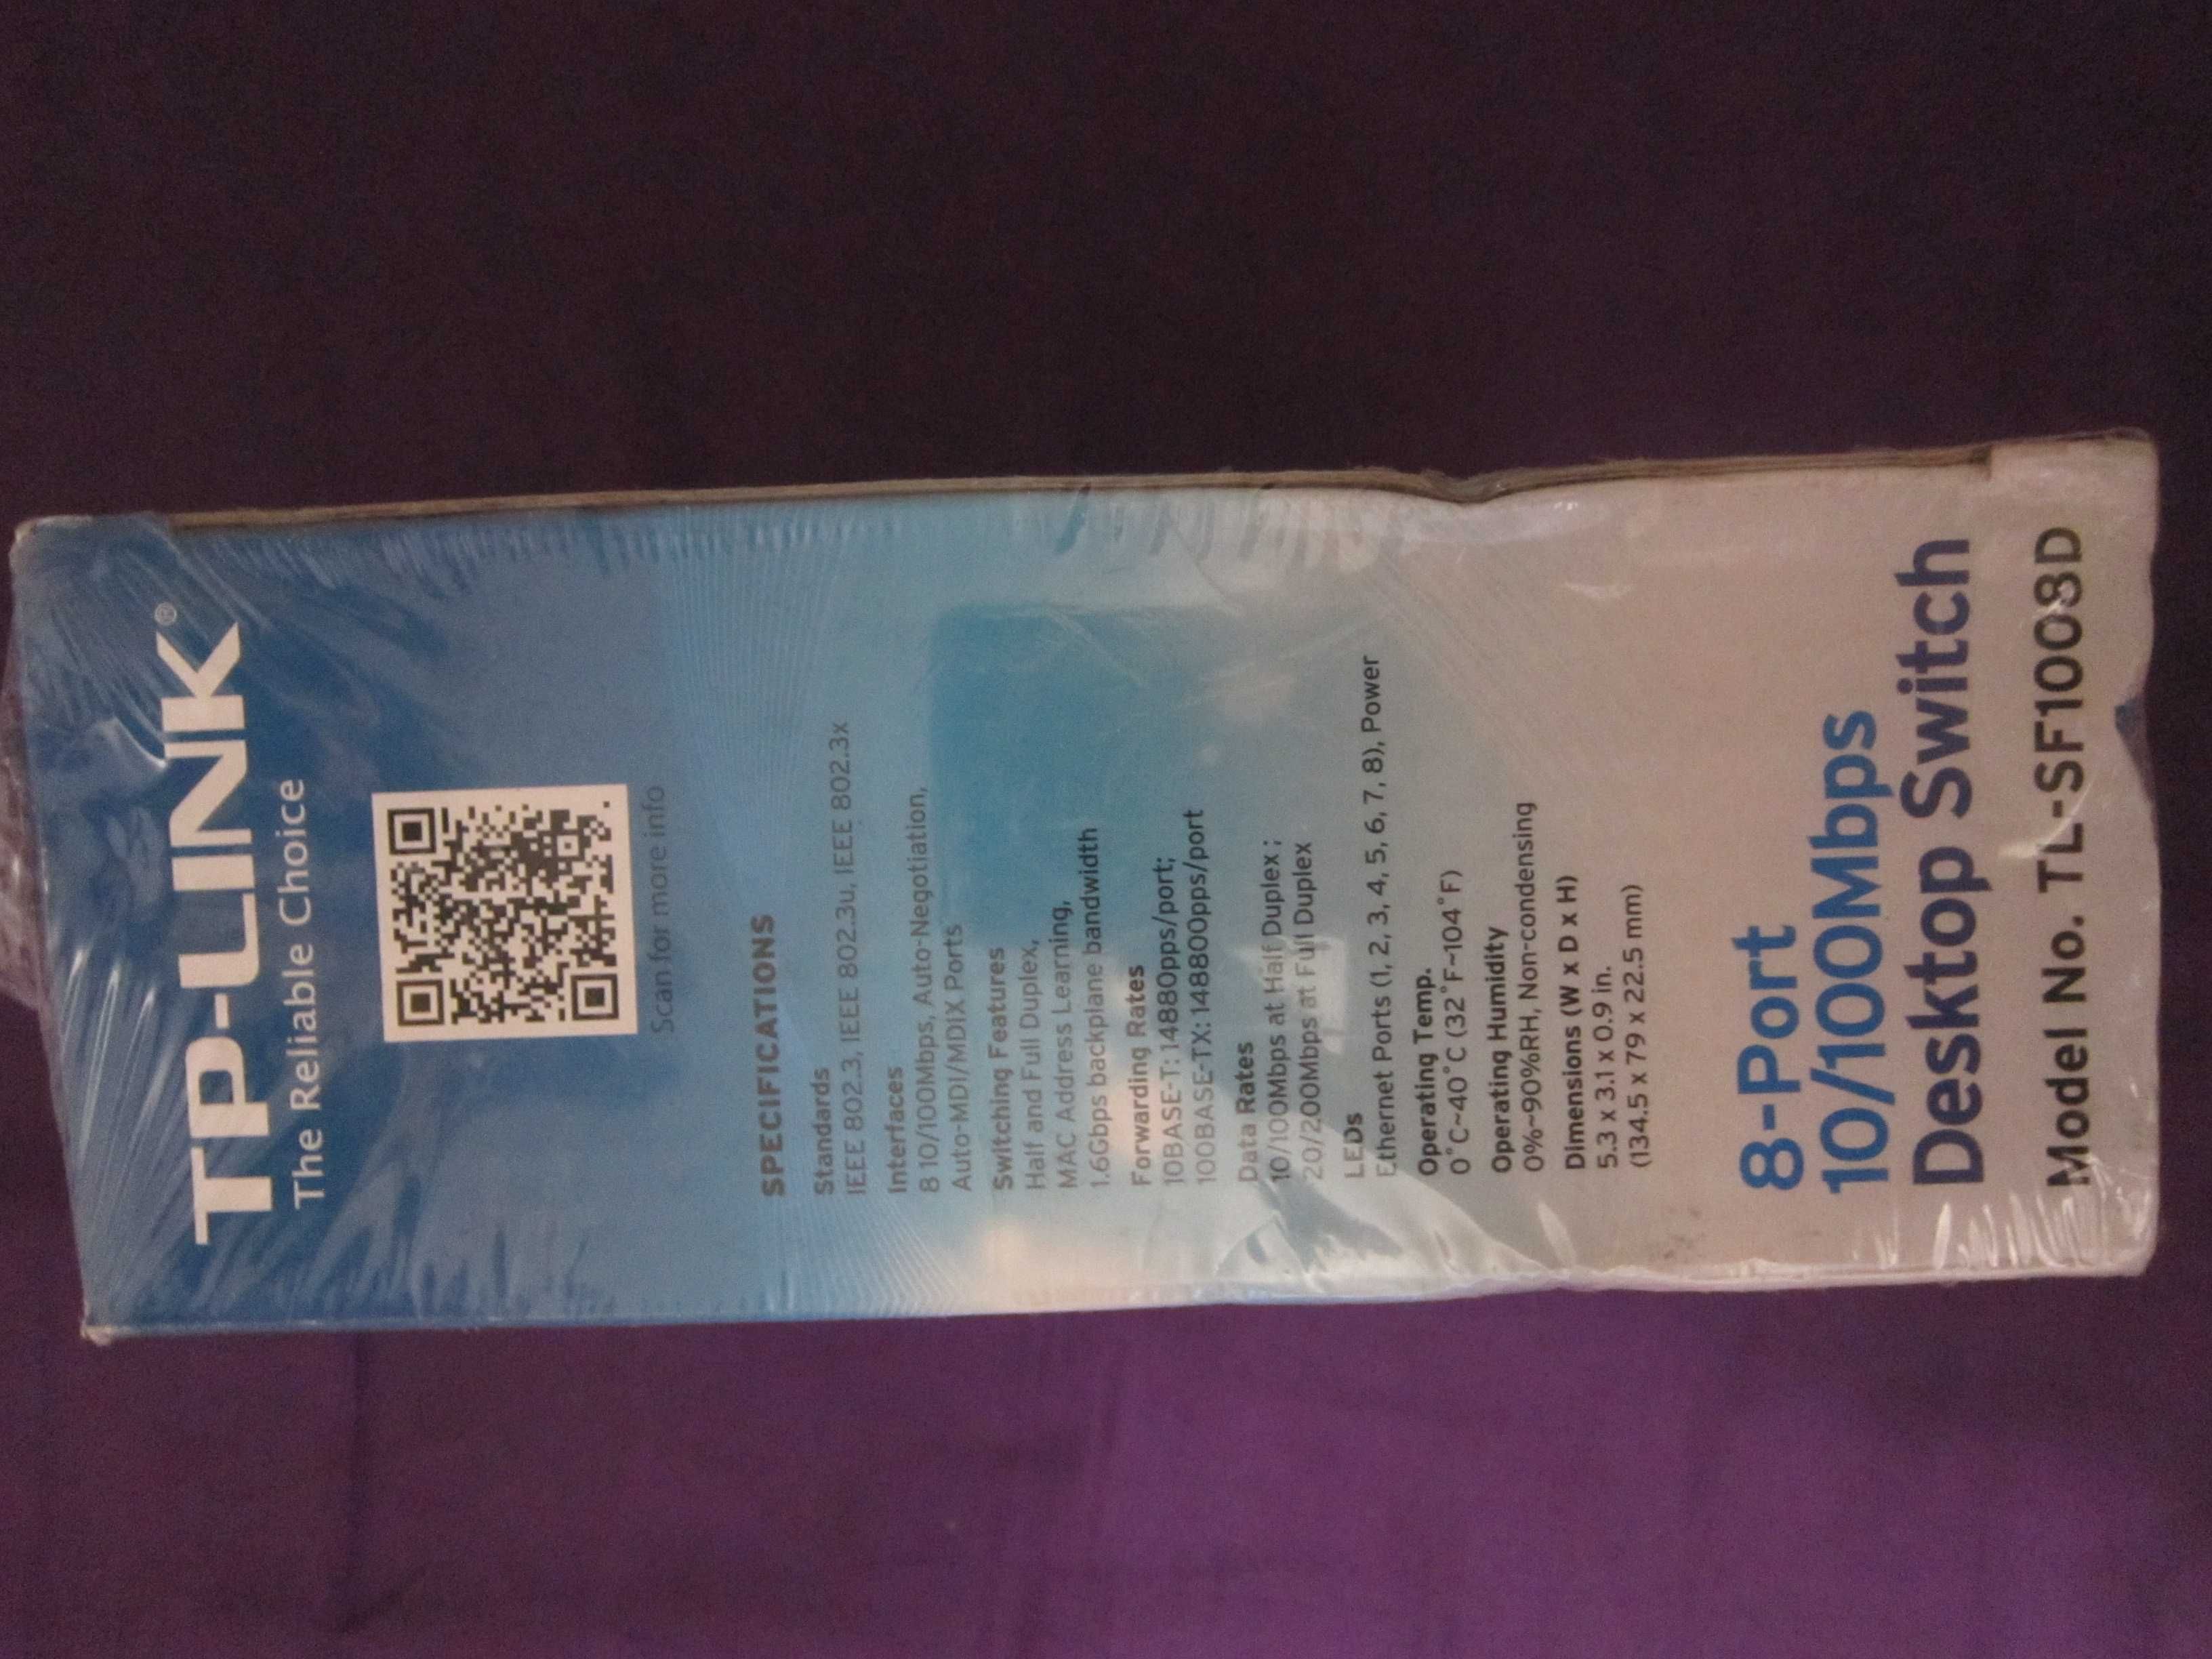 TP-LINK®
The Reliable Choice
Scan for more info
SPECIFICATIONS
Standards
IEEE 802.3, IEEE 802.3u, IEEE 802.3x
Interfaces
8 10/100Mbps, Auto-Negotiation,
Auto-MDI/MDIX Ports
Switching Features
Half and Full Duplex,
MAC Address Learning,
1.6Gbps backplane bandwidth
Forwarding Rates
10BASE-T: 14880pps/port;
100BASE-TX: 148800pps/port
Data Rates
10/100Mbps at Half Duplex ;
20/200Mbps at Full Duplex
LEDs
Ethernet Ports (1, 2, 3, 4, 5, 6, 7, 8), Power
Operating Temp.
0˚C~40˚C (32˚F~104˚F)
Operating Humidity
0%~90%RH, Non-condensing
Dimensions (W x D x H)
5.3 x 3.1 x 0.9 in.
(134.5 x 79 x 22.5 mm)
8-Port
10/100Mbps
Desktop Switch
Model No. TL-SF1008D